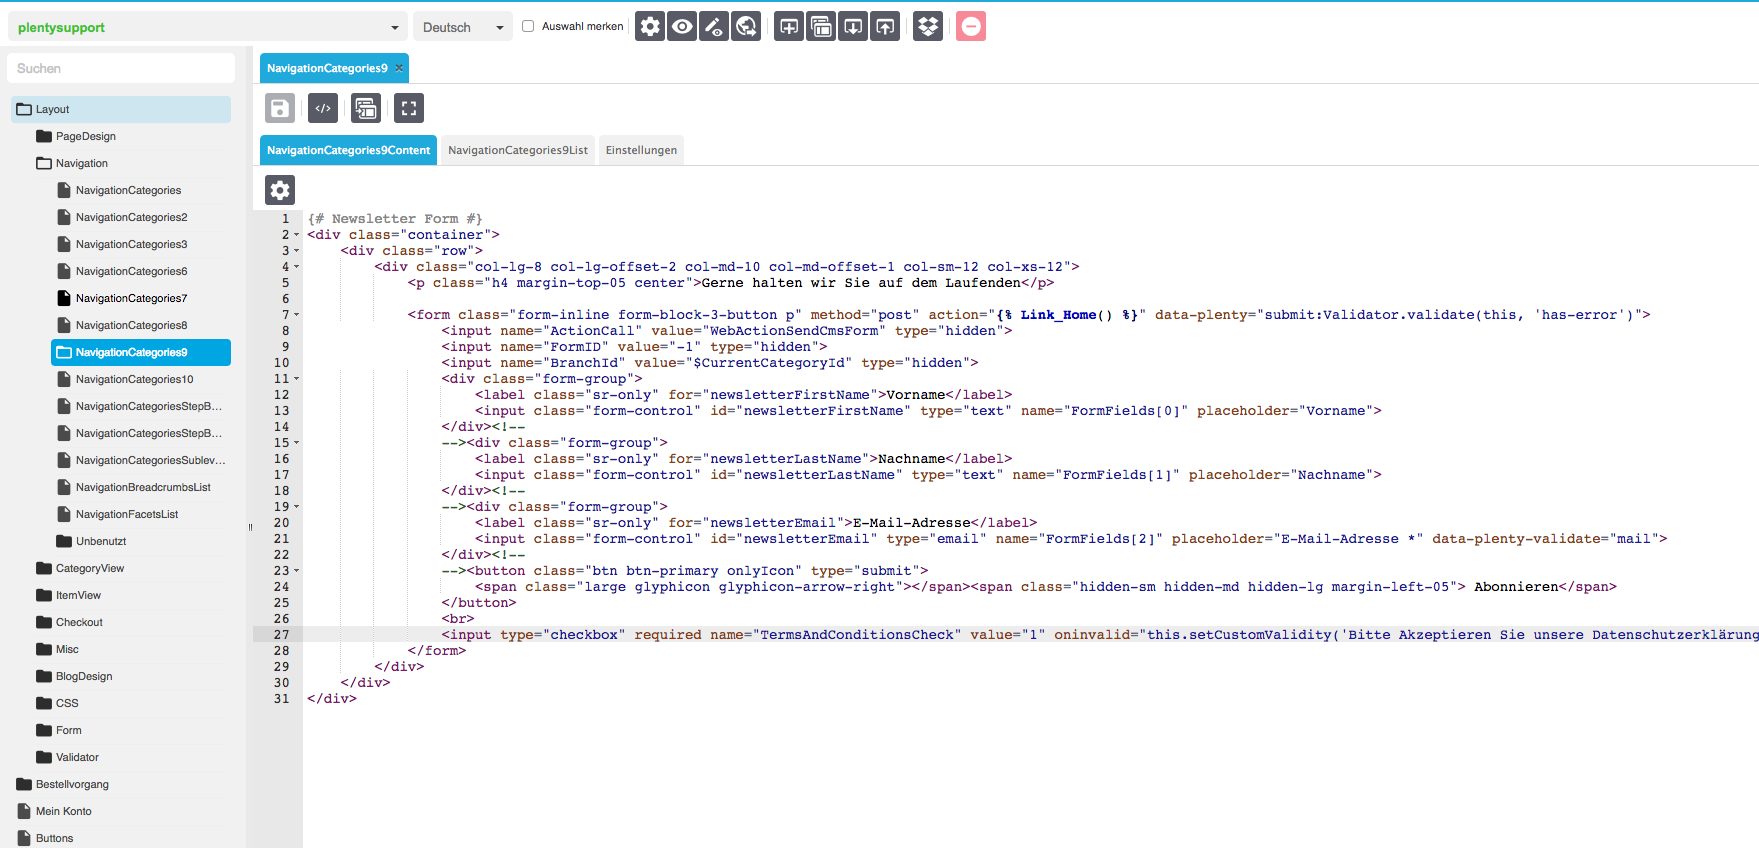 plentysupport
Deutsch
Auswahl merken
Suchen
Layout
PageDesign
Navigation
NavigationCategories
NavigationCategories2
NavigationCategories3
NavigationCategories6
NavigationCategories7
NavigationCategories8
NavigationCategories9
NavigationCategories10
NavigationCategoriesStepB...
NavigationCategoriesStepB...
NavigationCategoriesSublev...
NavigationBreadcrumbsList
NavigationFacetsList
Unbenutzt
CategoryView
ItemView
Checkout
Misc
BlogDesign
CSS
Form
Validator
Bestellvorgang
Mein Konto
Buttons
NavigationCategories9 ×
</>
NavigationCategories9Content
NavigationCategories9List
Einstellungen
1 {# Newsletter Form #}
2 <div class="container">
3 <div class="row">
4 <div class="col-lg-8 col-lg-offset-2 col-md-10 col-md-offset-1 col-sm-12 col-xs-12">
5 <p class="h4 margin-top-05 center">Gerne halten wir Sie auf dem Laufenden</p>
6
7 <form class="form-inline form-block-3-button p" method="post" action="{% Link_Home() %}" data-plenty="submit:Validator.validate(this, 'has-error')">
8 <input name="ActionCall" value="WebActionSendCmsForm" type="hidden">
9 <input name="FormID" value="-1" type="hidden">
10 <input name="BranchId" value="$CurrentCategoryId" type="hidden">
11 <div class="form-group">
12 <label class="sr-only" for="newsletterFirstName">Vorname</label>
13 <input class="form-control" id="newsletterFirstName" type="text" name="FormFields[0]" placeholder="Vorname">
14 </div><!--
15 --><div class="form-group">
16 <label class="sr-only" for="newsletterLastName">Nachname</label>
17 <input class="form-control" id="newsletterLastName" type="text" name="FormFields[1]" placeholder="Nachname">
18 </div><!--
19 --><div class="form-group">
20 <label class="sr-only" for="newsletterEmail">E-Mail-Adresse</label>
21 <input class="form-control" id="newsletterEmail" type="email" name="FormFields[2]" placeholder="E-Mail-Adresse *" data-plenty-validate="mail">
22 </div><!--
23 --><button class="btn btn-primary onlyIcon" type="submit">
24 <span class="large glyphicon glyphicon-arrow-right"></span><span class="hidden-sm hidden-md hidden-lg margin-left-05"> Abonnieren</span>
25 </button>
26 <br>
27 <input type="checkbox" required name="TermsAndConditionsCheck" value="1" oninvalid="this.setCustomValidity('Bitte Akzeptieren Sie unsere Datenschutzerklärung
28 </form>
29 </div>
30 </div>
31 </div>